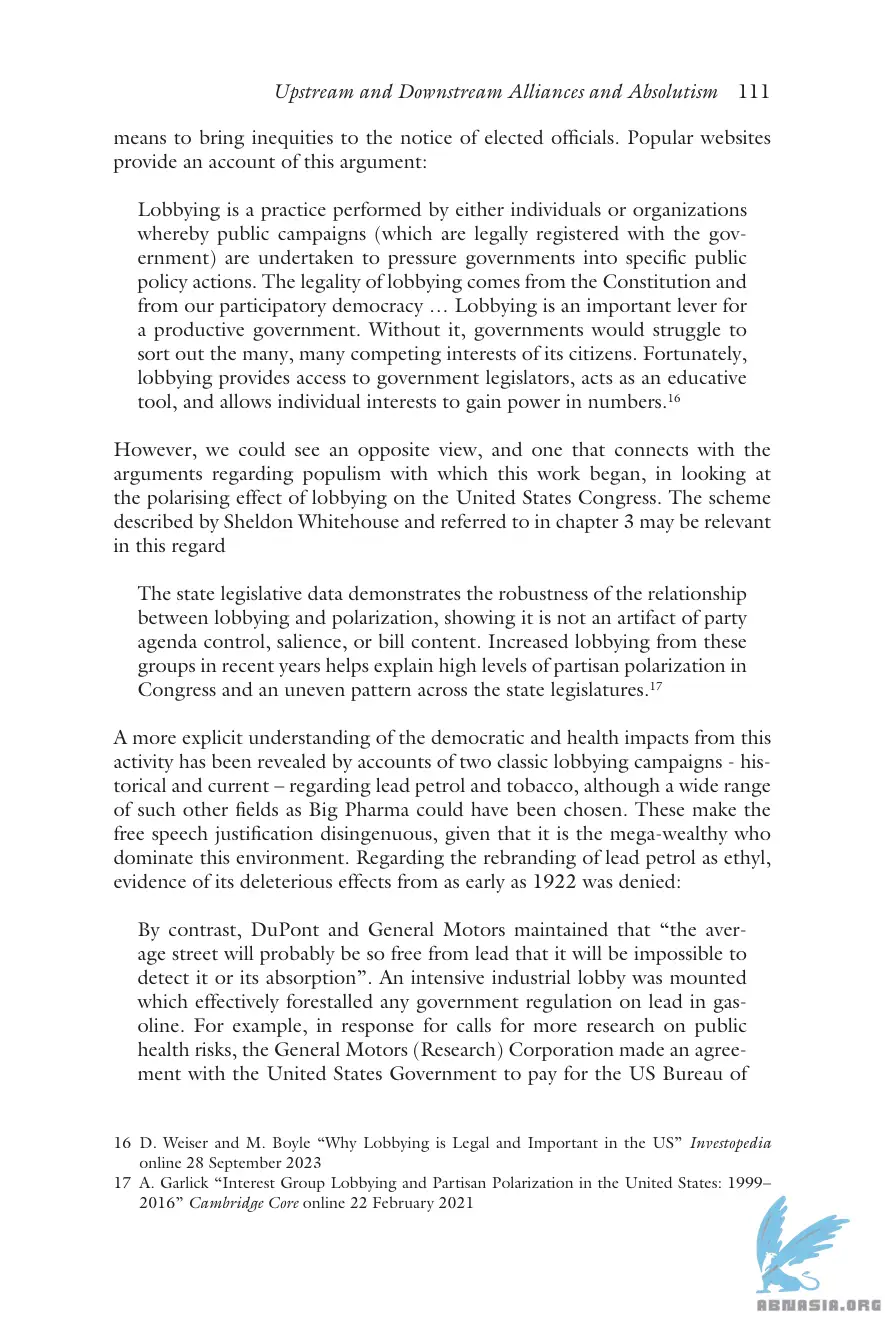 Upstream and Downstream Alliances and Absolutism 111
means to bring inequities to the notice of elected officials. Popular websites
provide an account of this argument:
Lobbying is a practice performed by either individuals or organizations
whereby public campaigns (which are legally registered with the gov-
ernment) are undertaken to pressure governments into specific public
policy actions. The legality of lobbying comes from the Constitution and
from our participatory democracy … Lobbying is an important lever for
a productive government. Without it, governments would struggle to
sort out the many, many competing interests of its citizens. Fortunately,
lobbying provides access to government legislators, acts as an educative
tool, and allows individual interests to gain power in numbers.16
However, we could see an opposite view, and one that connects with the
arguments regarding populism with which this work began, in looking at
the polarising effect of lobbying on the United States Congress. The scheme
described by Sheldon Whitehouse and referred to in chapter 3 may be relevant
in this regard
The state legislative data demonstrates the robustness of the relationship
between lobbying and polarization, showing it is not an artifact of party
agenda control, salience, or bill content. Increased lobbying from these
groups in recent years helps explain high levels of partisan polarization in
Congress and an uneven pattern across the state legislatures.17
A more explicit understanding of the democratic and health impacts from this
activity has been revealed by accounts of two classic lobbying campaigns - his-
torical and current – regarding lead petrol and tobacco, although a wide range
of such other fields as Big Pharma could have been chosen. These make the
free speech justification disingenuous, given that it is the mega-wealthy who
dominate this environment. Regarding the rebranding of lead petrol as ethyl,
evidence of its deleterious effects from as early as 1922 was denied:
By contrast, DuPont and General Motors maintained that “the aver-
age street will probably be so free from lead that it will be impossible to
detect it or its absorption”. An intensive industrial lobby was mounted
which effectively forestalled any government regulation on lead in gas-
oline. For example, in response for calls for more research on public
health risks, the General Motors (Research) Corporation made an agree-
ment with the United States Government to pay for the US Bureau of
16 D. Weiser and M. Boyle “Why Lobbying is Legal and Important in the US” Investopedia
online 28 September 2023
17 A. Garlick “Interest Group Lobbying and Partisan Polarization in the United States: 1999–
2016” Cambridge Core online 22 February 2021
ABNASIA.ORG